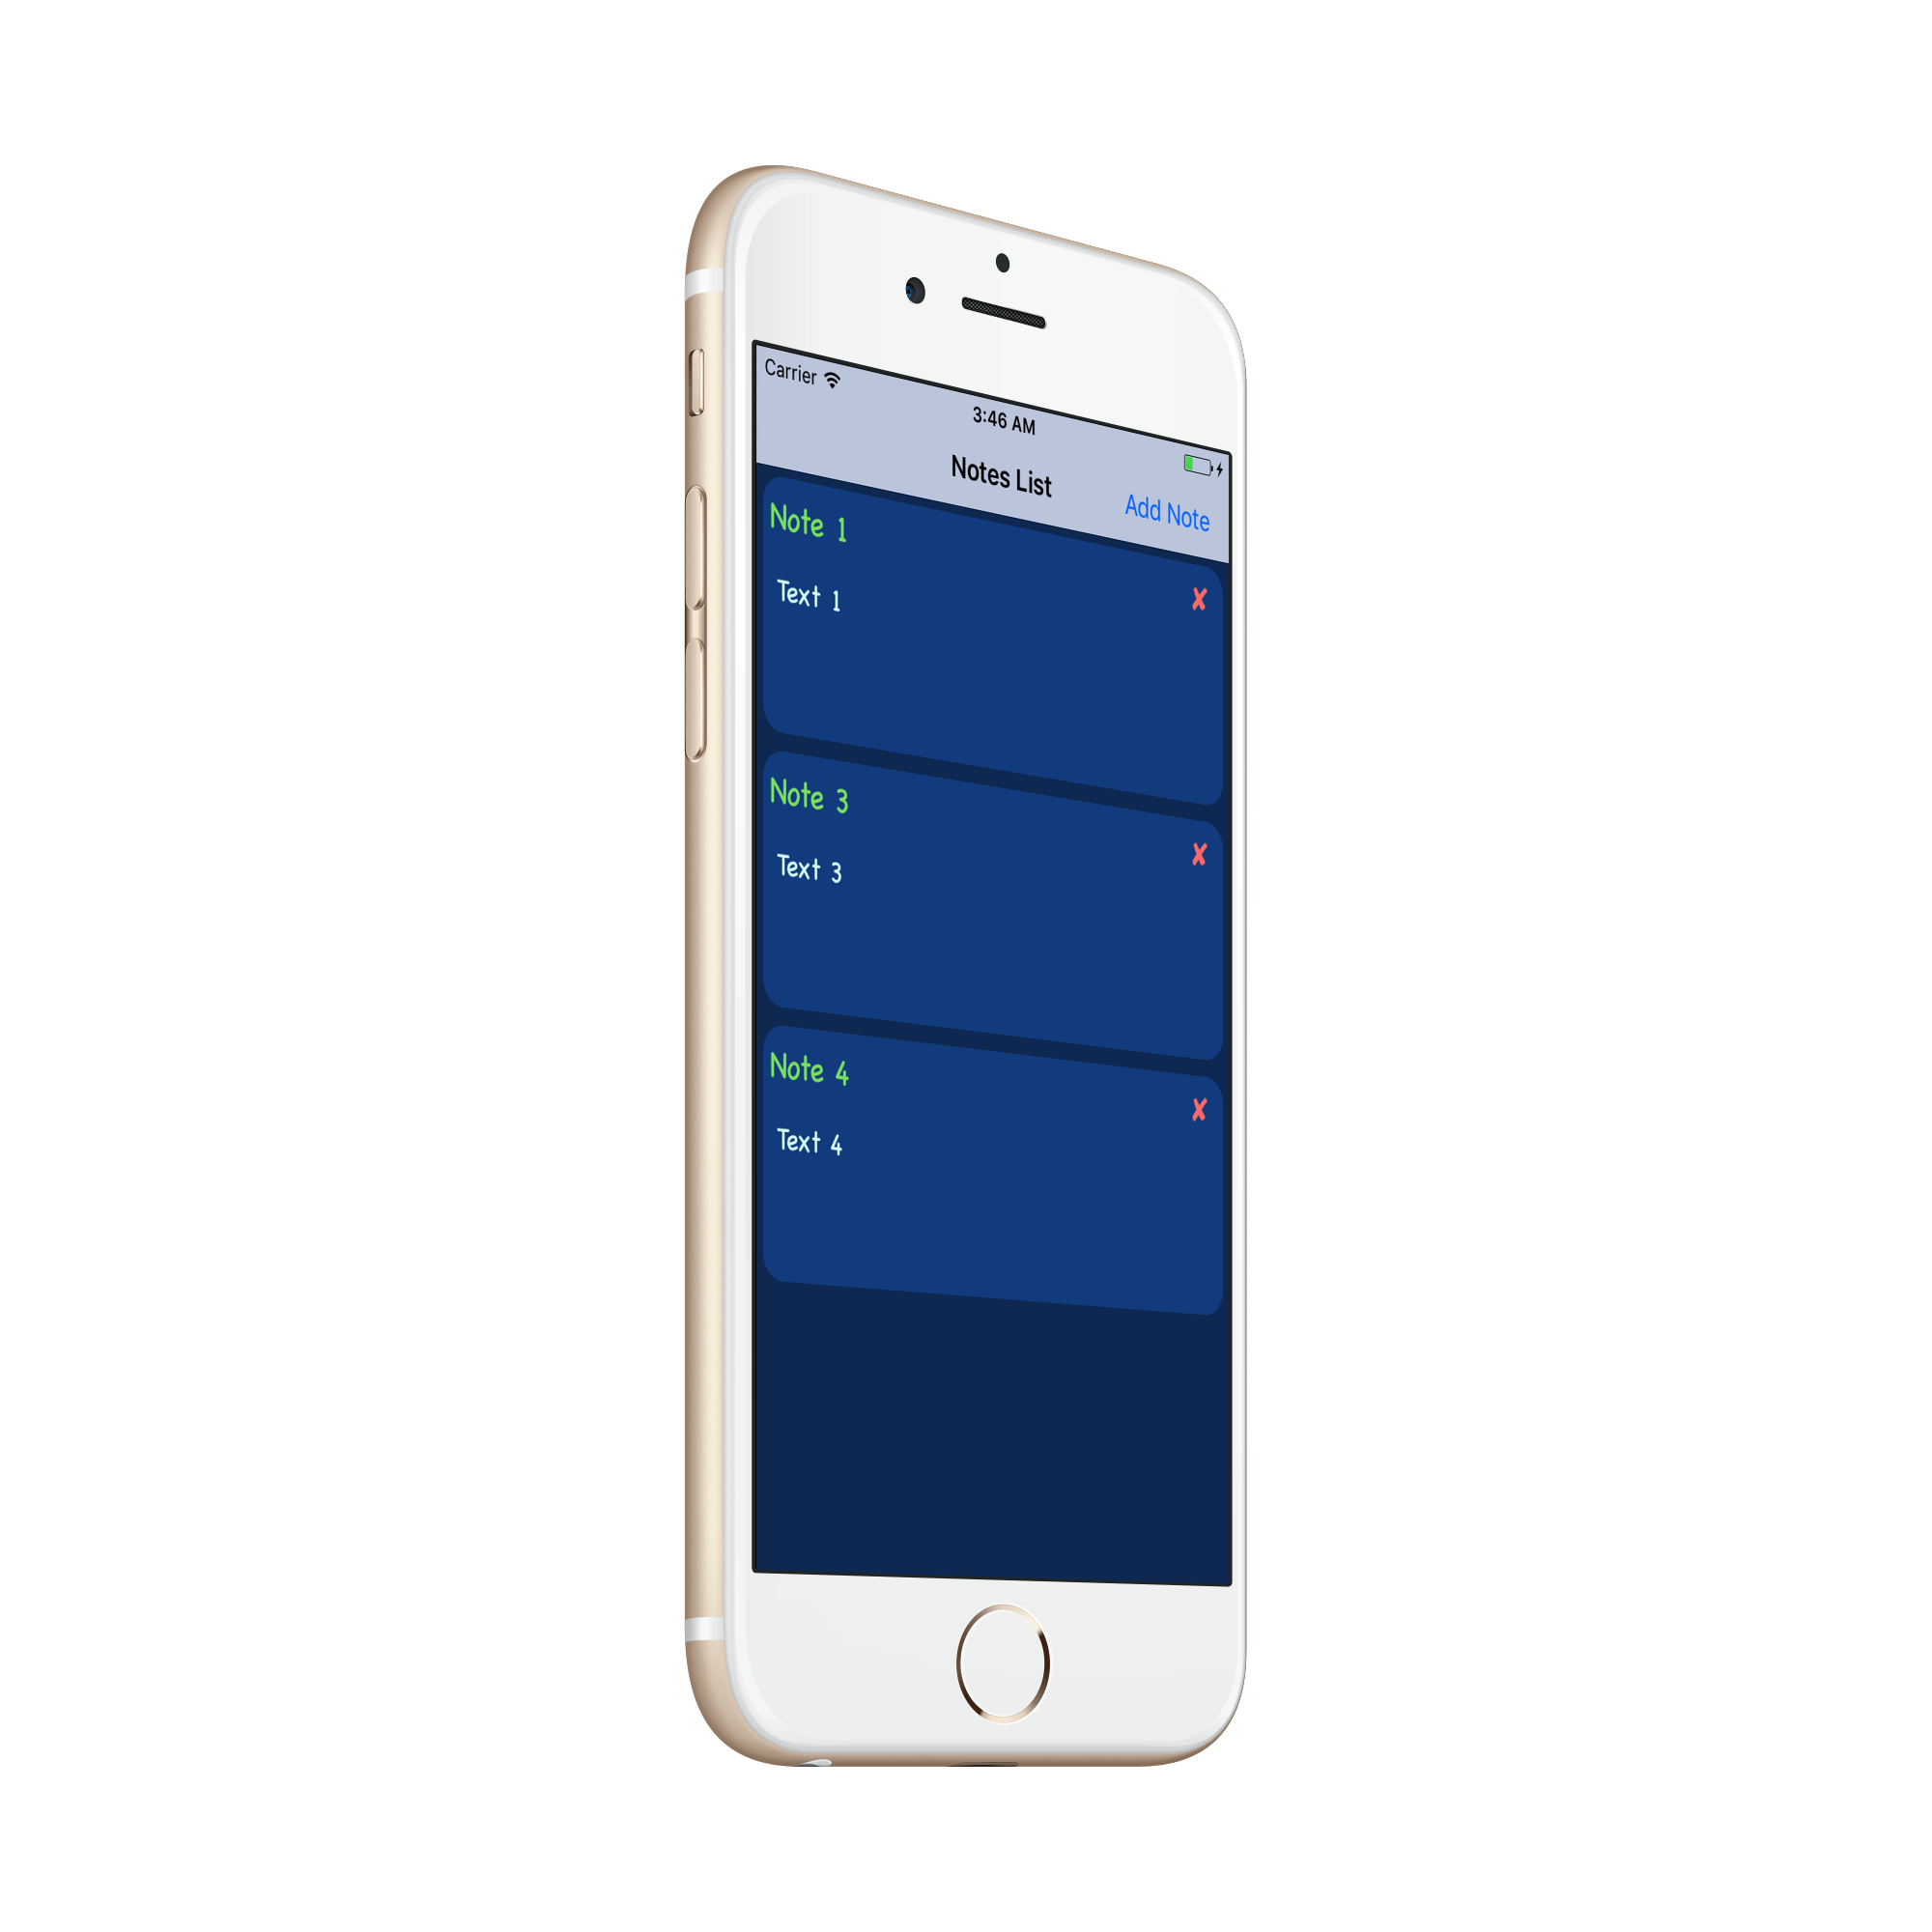 Carrier
3:46 AM
Notes List
Add Note
Note 1
Text 1
✘
Note 3
Text 3
✘
Note 4
Text 4
✘